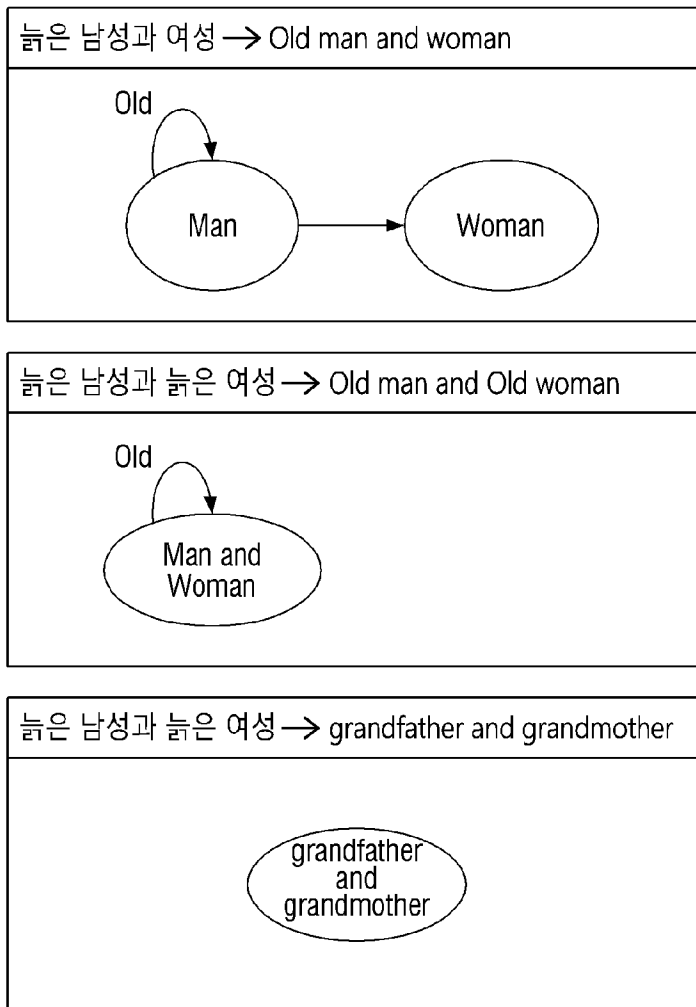 늙은 남성과 여성 → Old man and woman
Old
Man
Woman
늙은 남성과 늙은 여성 → Old man and Old woman
Old
Man and
Woman
늙은 남성과 늙은 여성 → grandfather and grandmother
grandfather
and
grandmother